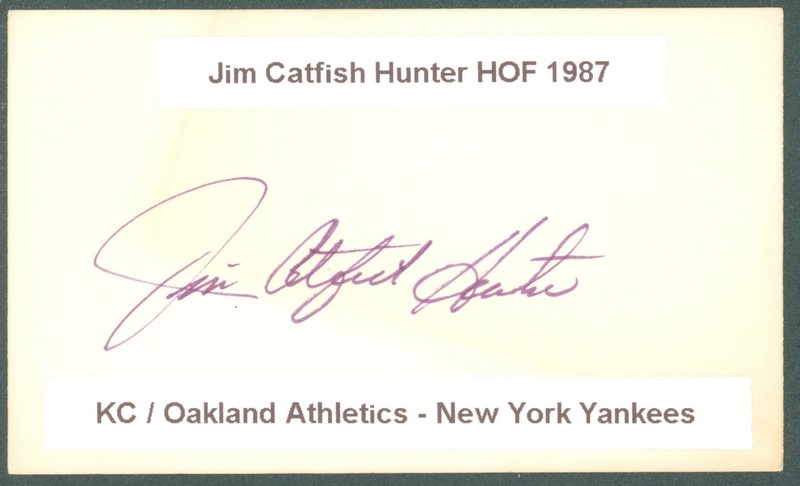 Jim Catfish Hunter HOF 1987
Jim Catfish Hunter
KC / Oakland Athletics - New York Yankees